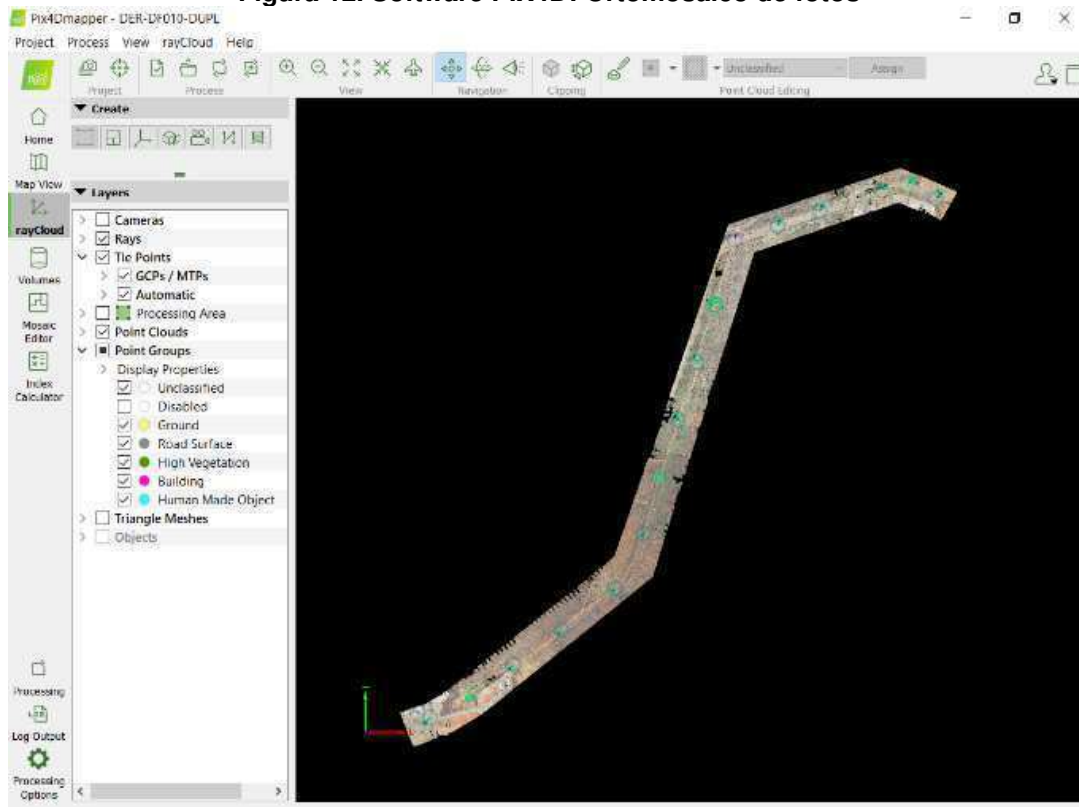 Pix4Dmapper - DER-DF010-DUPL
Project Process View rayCloud Help
Unclassified Assign
Project Process View Navigation Clipping Point Cloud Editing
Home
Map View
rayCloud
Volumes
Mosaic
Editor
Index
Calculator
Processing
Log Output
Processing
Options
Create
Layers
Cameras
Rays
Tie Points
GCPs / MTPs
Automatic
Processing Area
Point Clouds
Point Groups
Display Properties
Unclassified
Disabled
Ground
Road Surface
High Vegetation
Building
Human Made Object
Triangle Meshes
Objects